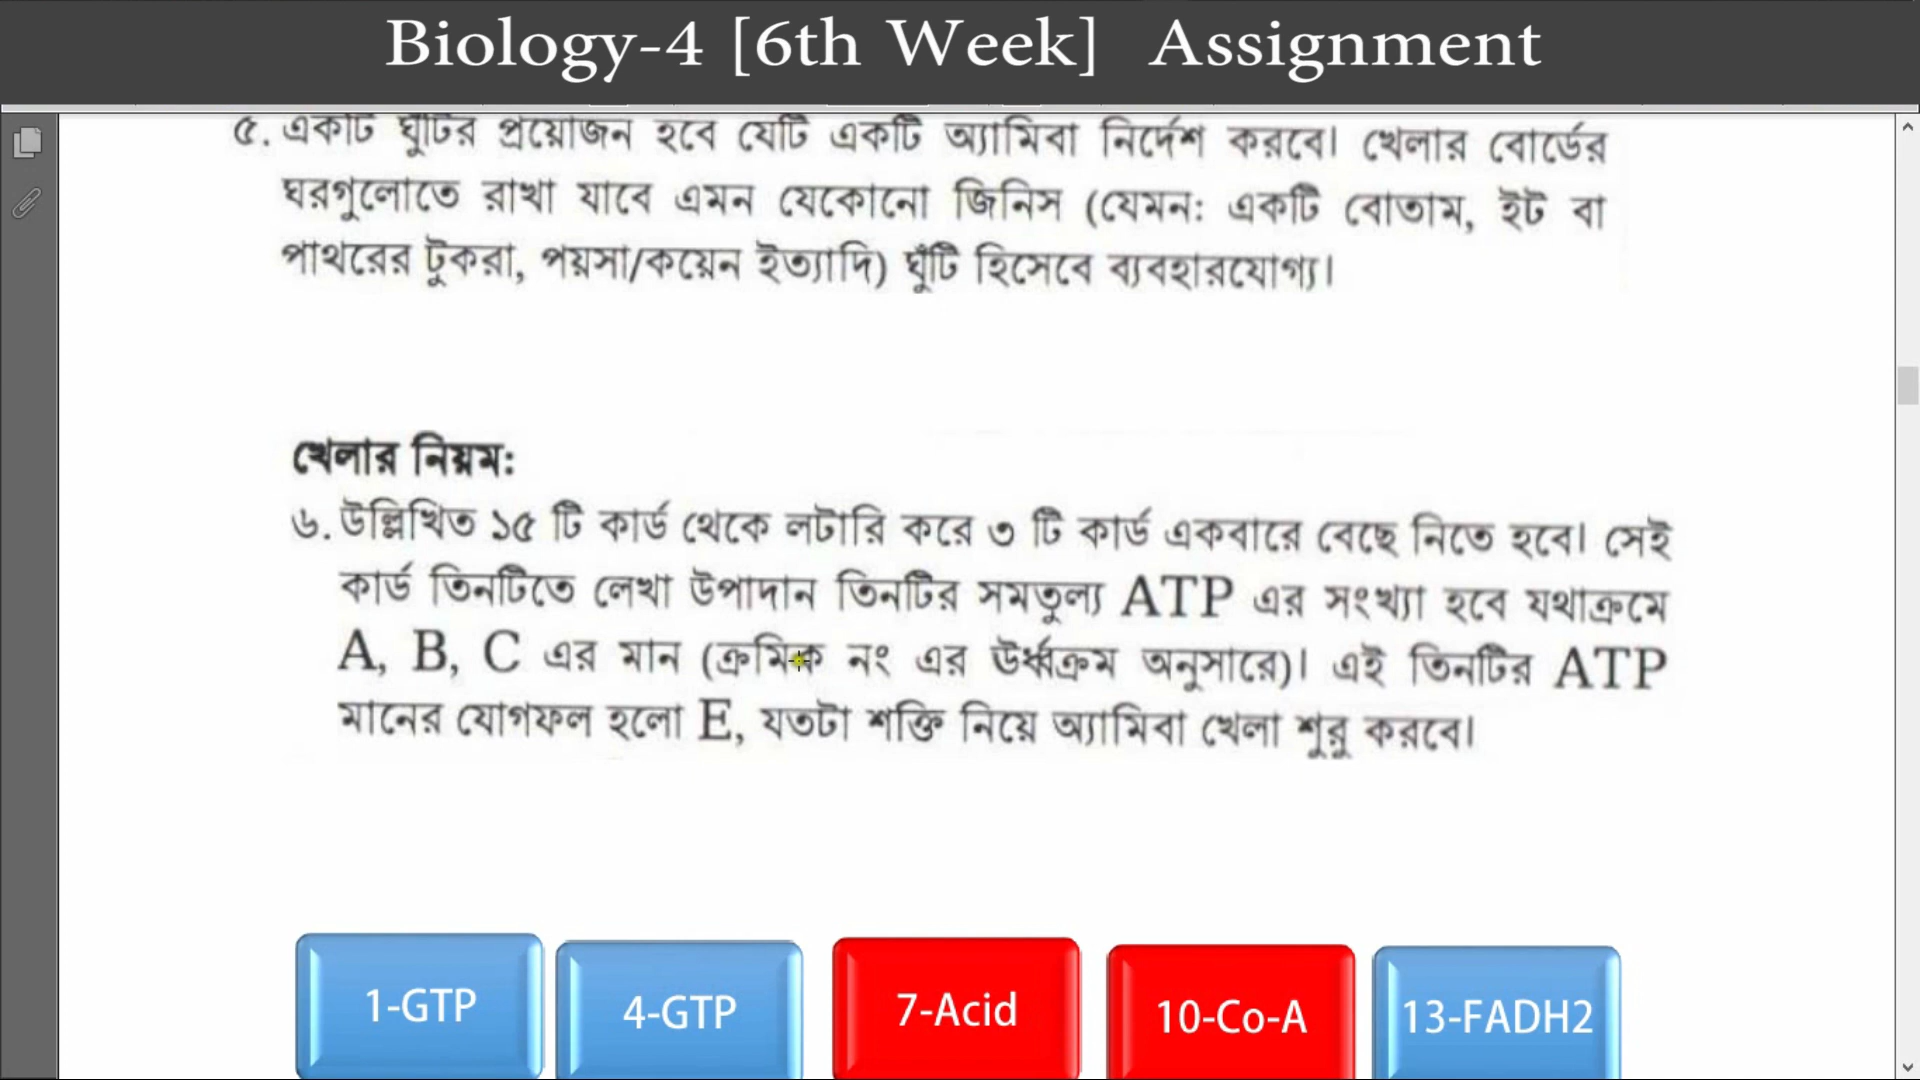 Biology-4 [6th Week] Assignment
৫. একটি ঘুঁটির প্রয়োজন হবে যেটি একটি অ্যামিবা নির্দেশ করবে। খেলার বোর্ডের
ঘরগুলোতে রাখা যাবে এমন যেকোনো জিনিস (যেমন: একটি বোতাম, ইট বা
পাথরের টুকরা, পয়সা/কয়েন ইত্যাদি) ঘুঁটি হিসেবে ব্যবহারযোগ্য।
খেলার নিয়ম:
৬. উল্লিখিত ১৫ টি কার্ড থেকে লটারি করে ৩ টি কার্ড একবারে বেছে নিতে হবে। সেই
কার্ড তিনটিতে লেখা উপাদান তিনটির সমতুল্য ATP এর সংখ্যা হবে যথাক্রমে
A, B, C এর মান (ক্রমিক নং এর ঊর্ধ্বক্রম অনুসারে)। এই তিনটির ATP
মানের যোগফল হলো E, যতটা শক্তি নিয়ে অ্যামিবা খেলা শুরু করবে।
1-GTP
4-GTP
7-Acid
10-Co-A
13-FADH2